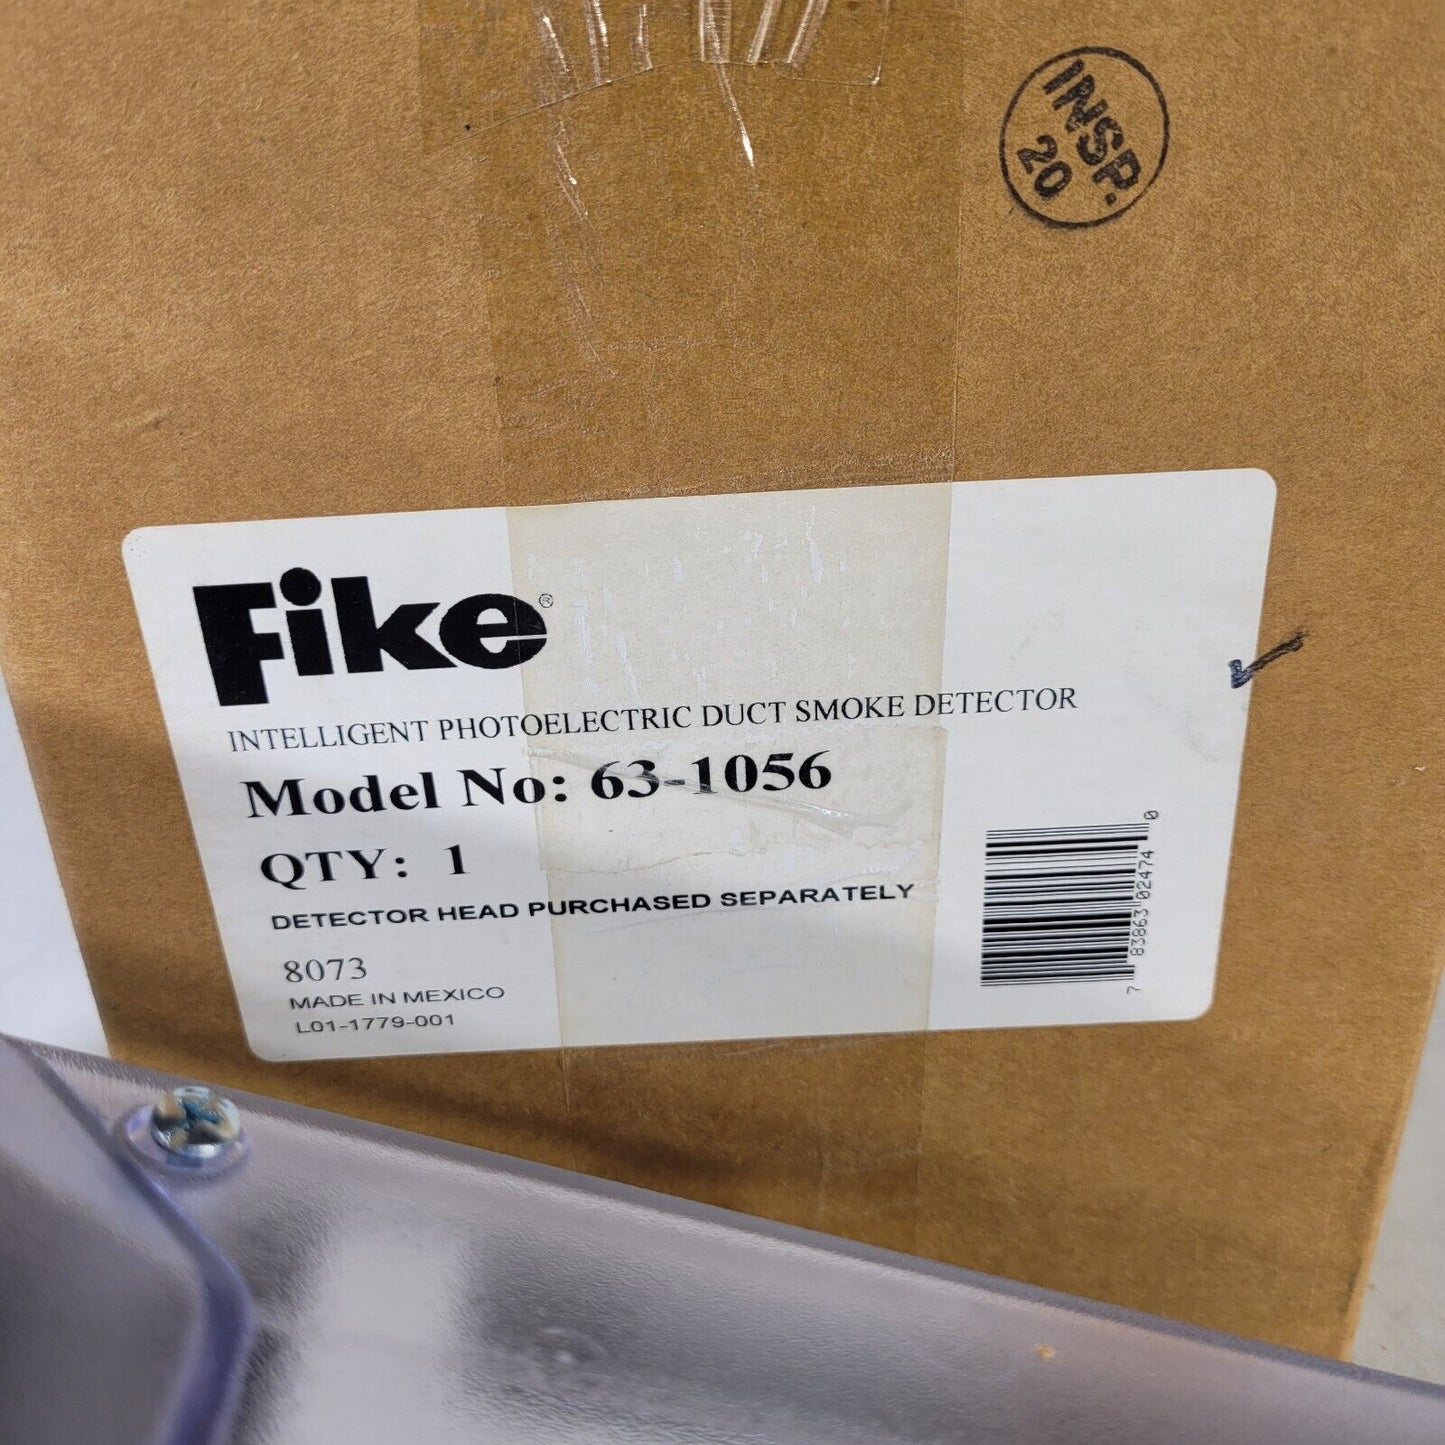 INSP.
20
Fike®
INTELLIGENT PHOTOELECTRIC DUCT SMOKE DETECTOR
Model No: 63-1056
QTY: 1
DETECTOR HEAD PURCHASED SEPARATELY
8073
MADE IN MEXICO
L01-1779-001
7 83863 02474 0